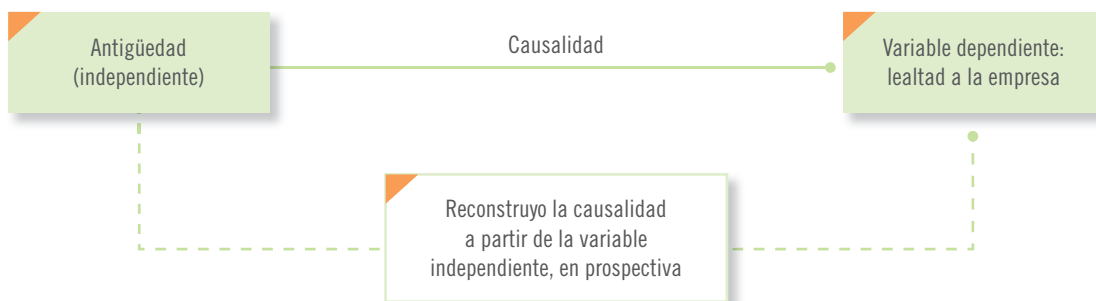 Antigüedad
(independiente)
Causalidad
Variable dependiente:
lealtad a la empresa
Reconstruyo la causalidad
a partir de la variable
independiente, en prospectiva